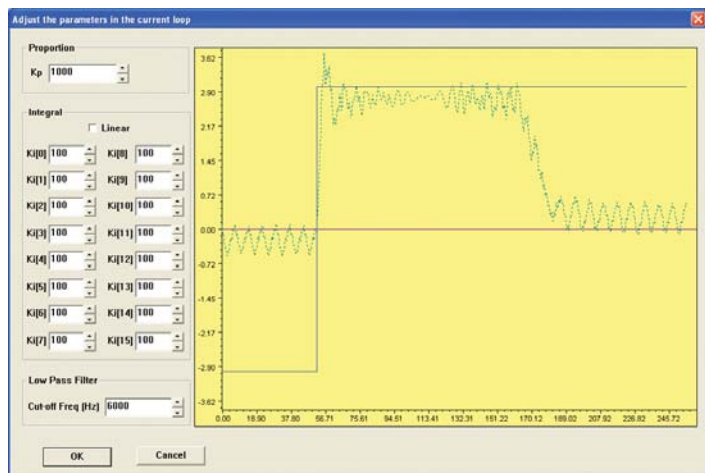 Adjust the parameters in the current loop
Proportion
Kp 1000
Integral
Linear
Ki[0] 100 Ki[8] 100
Ki[1] 100 Ki[9] 100
Ki[2] 100 Ki[10] 100
Ki[3] 100 Ki[11] 100
Ki[4] 100 Ki[12] 100
Ki[5] 100 Ki[13] 100
Ki[6] 100 Ki[14] 100
Ki[7] 100 Ki[15] 100
Low Pass Filter
Cut-off Freq (Hz) 6000
OK Cancel
3.62
2.90
2.17
1.45
0.72
0.00
-0.72
-1.45
-2.17
-2.90
-3.62
0.00 18.90 37.80 56.71 75.61 94.51 113.41 132.31 151.22 170.12 189.02 207.92 226.82 245.72